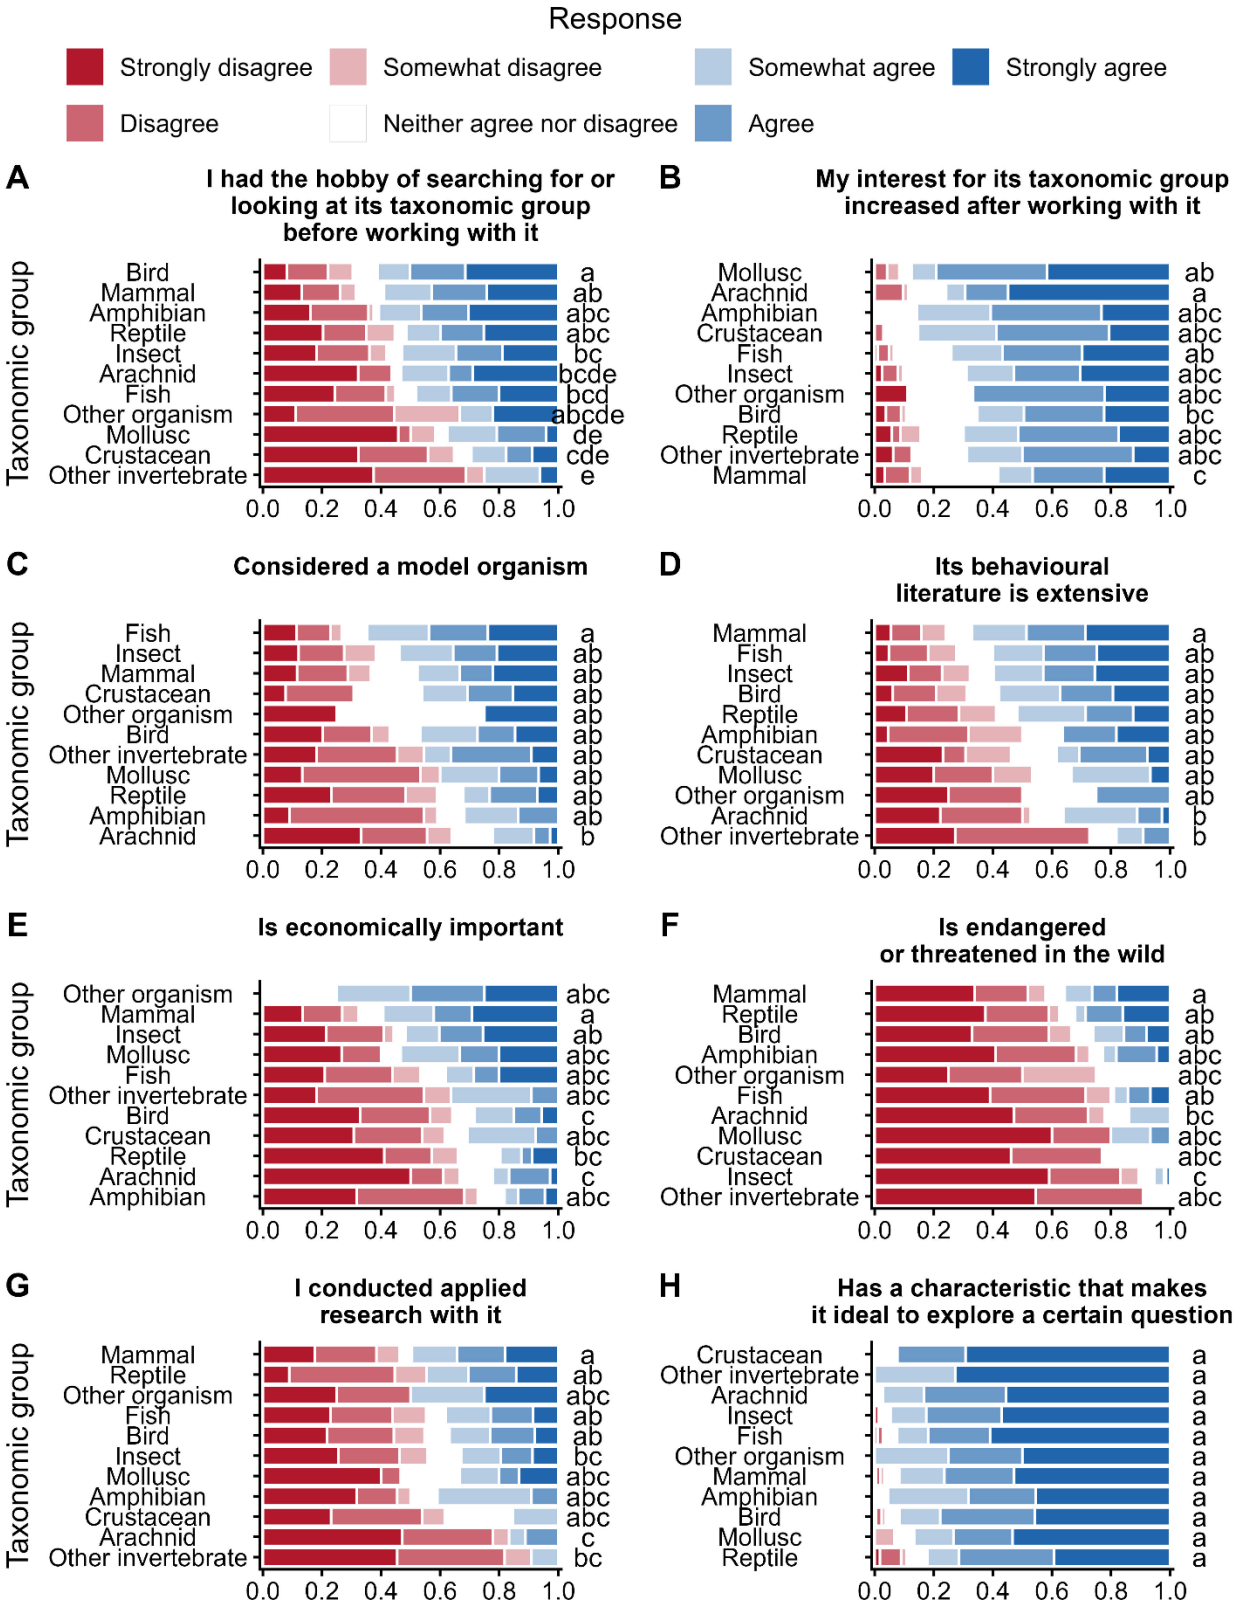 Response
Strongly disagree Somewhat disagree Somewhat agree Strongly agree
Disagree Neither agree nor disagree Agree
A I had the hobby of searching for or
looking at its taxonomic group
before working with it
Taxonomic group
Bird a
Mammal ab
Amphibian abc
Reptile abc
Insect bc
Arachnid bcde
Fish bcd
Other organism abcde
Mollusc de
Crustacean cde
Other invertebrate e
0.0 0.2 0.4 0.6 0.8 1.0
B My interest for its taxonomic group
increased after working with it
Mollusc ab
Arachnid a
Amphibian abc
Crustacean abc
Fish ab
Insect abc
Other organism abc
Bird bc
Reptile abc
Other invertebrate abc
Mammal c
0.0 0.2 0.4 0.6 0.8 1.0
C Considered a model organism
Taxonomic group
Fish a
Insect ab
Mammal ab
Crustacean ab
Other organism ab
Bird ab
Other invertebrate ab
Mollusc ab
Reptile ab
Amphibian ab
Arachnid b
0.0 0.2 0.4 0.6 0.8 1.0
D Its behavioural
literature is extensive
Mammal a
Fish ab
Insect ab
Bird ab
Reptile ab
Amphibian ab
Crustacean ab
Mollusc ab
Other organism ab
Arachnid b
Other invertebrate b
0.0 0.2 0.4 0.6 0.8 1.0
E Is economically important
Taxonomic group
Other organism abc
Mammal a
Insect ab
Mollusc abc
Fish abc
Other invertebrate abc
Bird c
Crustacean abc
Reptile bc
Arachnid c
Amphibian abc
0.0 0.2 0.4 0.6 0.8 1.0
F Is endangered
or threatened in the wild
Mammal a
Reptile ab
Bird ab
Amphibian abc
Other organism abc
Fish ab
Arachnid bc
Mollusc abc
Crustacean abc
Insect c
Other invertebrate abc
0.0 0.2 0.4 0.6 0.8 1.0
G I conducted applied
research with it
Taxonomic group
Mammal a
Reptile ab
Other organism abc
Fish ab
Bird ab
Insect bc
Mollusc abc
Amphibian abc
Crustacean abc
Arachnid c
Other invertebrate bc
0.0 0.2 0.4 0.6 0.8 1.0
H Has a characteristic that makes
it ideal to explore a certain question
Crustacean a
Other invertebrate a
Arachnid a
Insect a
Fish a
Other organism a
Mammal a
Amphibian a
Bird a
Mollusc a
Reptile a
0.0 0.2 0.4 0.6 0.8 1.0